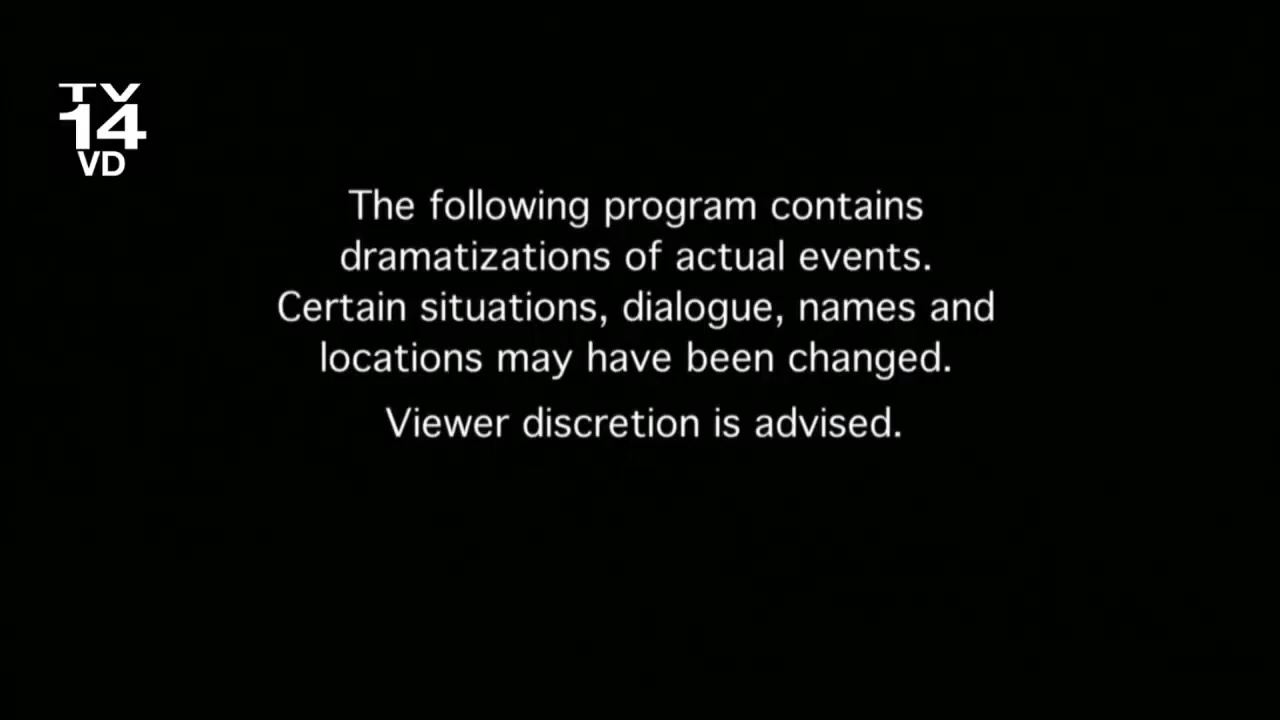 TV
14
VD
The following program contains
dramatizations of actual events.
Certain situations, dialogue, names and
locations may have been changed.
Viewer discretion is advised.